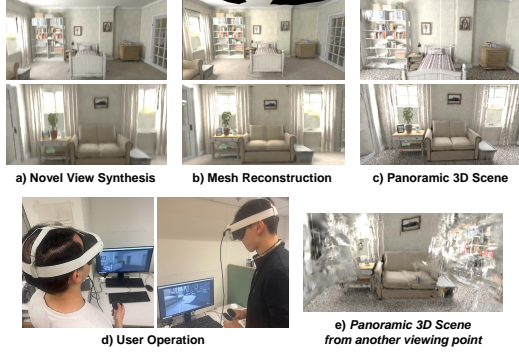 a) Novel View Synthesis
b) Mesh Reconstruction
c) Panoramic 3D Scene
d) User Operation
e) Panoramic 3D Scene
from another viewing point